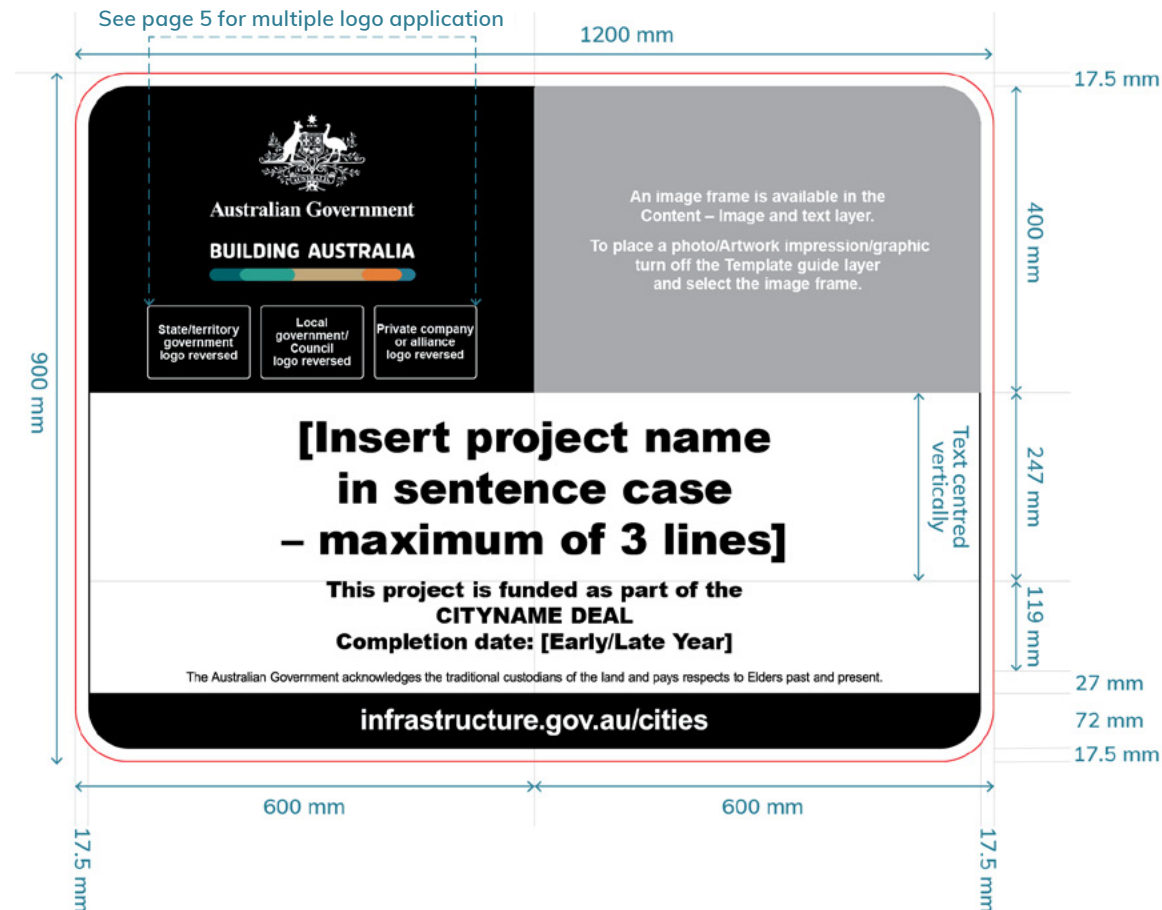 See page 5 for multiple logo application
1200 mm
17.5 mm
Australian Government
BUILDING AUSTRALIA
State/territory
government
logo reversed
Local
government/
Council
logo reversed
Private company
or alliance
logo reversed
An image frame is available in the
Content – Image and text layer.
To place a photo/Artwork impression/graphic
turn off the Template guide layer
and select the image frame.
400 mm
900 mm
[Insert project name
in sentence case
– maximum of 3 lines]
Text centred
vertically
247 mm
This project is funded as part of the
CITYNAME DEAL
Completion date: [Early/Late Year]
119 mm
The Australian Government acknowledges the traditional custodians of the land and pays respects to Elders past and present.
27 mm
infrastructure.gov.au/cities
72 mm
17.5 mm
600 mm
600 mm
17.5 mm
17.5 mm